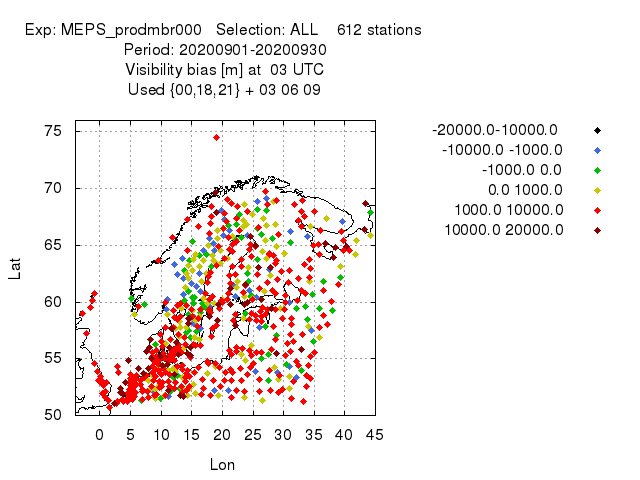 Exp: MEPS_prodmbr000   Selection: ALL    612 stations
Period: 20200901-20200930
Visibility bias [m] at  03 UTC
Used {00,18,21} + 03 06 09
-20000.0-10000.0
-10000.0 -1000.0
-1000.0 0.0
0.0 1000.0
1000.0 10000.0
10000.0 20000.0
75
70
65
60
55
50
Lat
0 5 10 15 20 25 30 35 40 45
Lon